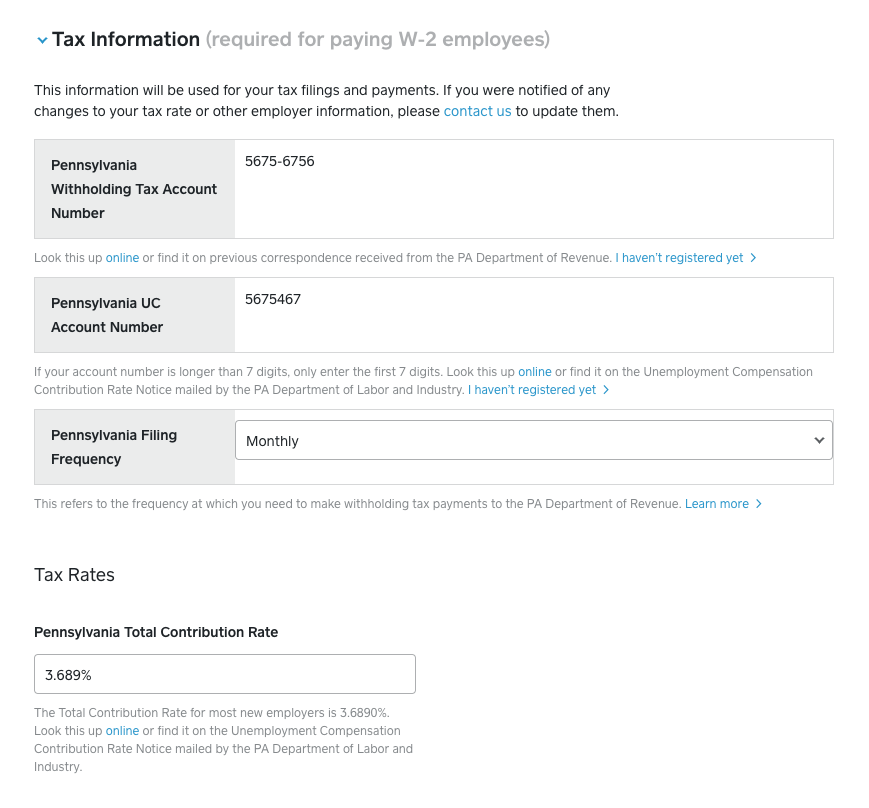 Tax Information (required for paying W-2 employees)
This information will be used for your tax filings and payments. If you were notified of any
changes to your tax rate or other employer information, please contact us to update them.
Pennsylvania
Withholding Tax Account
Number
5675-6756
Look this up online or find it on previous correspondence received from the PA Department of Revenue. I haven't registered yet
Pennsylvania UC
Account Number
5675467
If your account number is longer than 7 digits, only enter the first 7 digits. Look this up online or find it on the Unemployment Compensation
Contribution Rate Notice mailed by the PA Department of Labor and Industry. I haven't registered yet
Pennsylvania Filing
Frequency
Monthly
This refers to the frequency at which you need to make withholding tax payments to the PA Department of Revenue. Learn more
Tax Rates
Pennsylvania Total Contribution Rate
3.689%
The Total Contribution Rate for most new employers is 3.6890%.
Look this up online or find it on the Unemployment Compensation
Contribution Rate Notice mailed by the PA Department of Labor and
Industry.